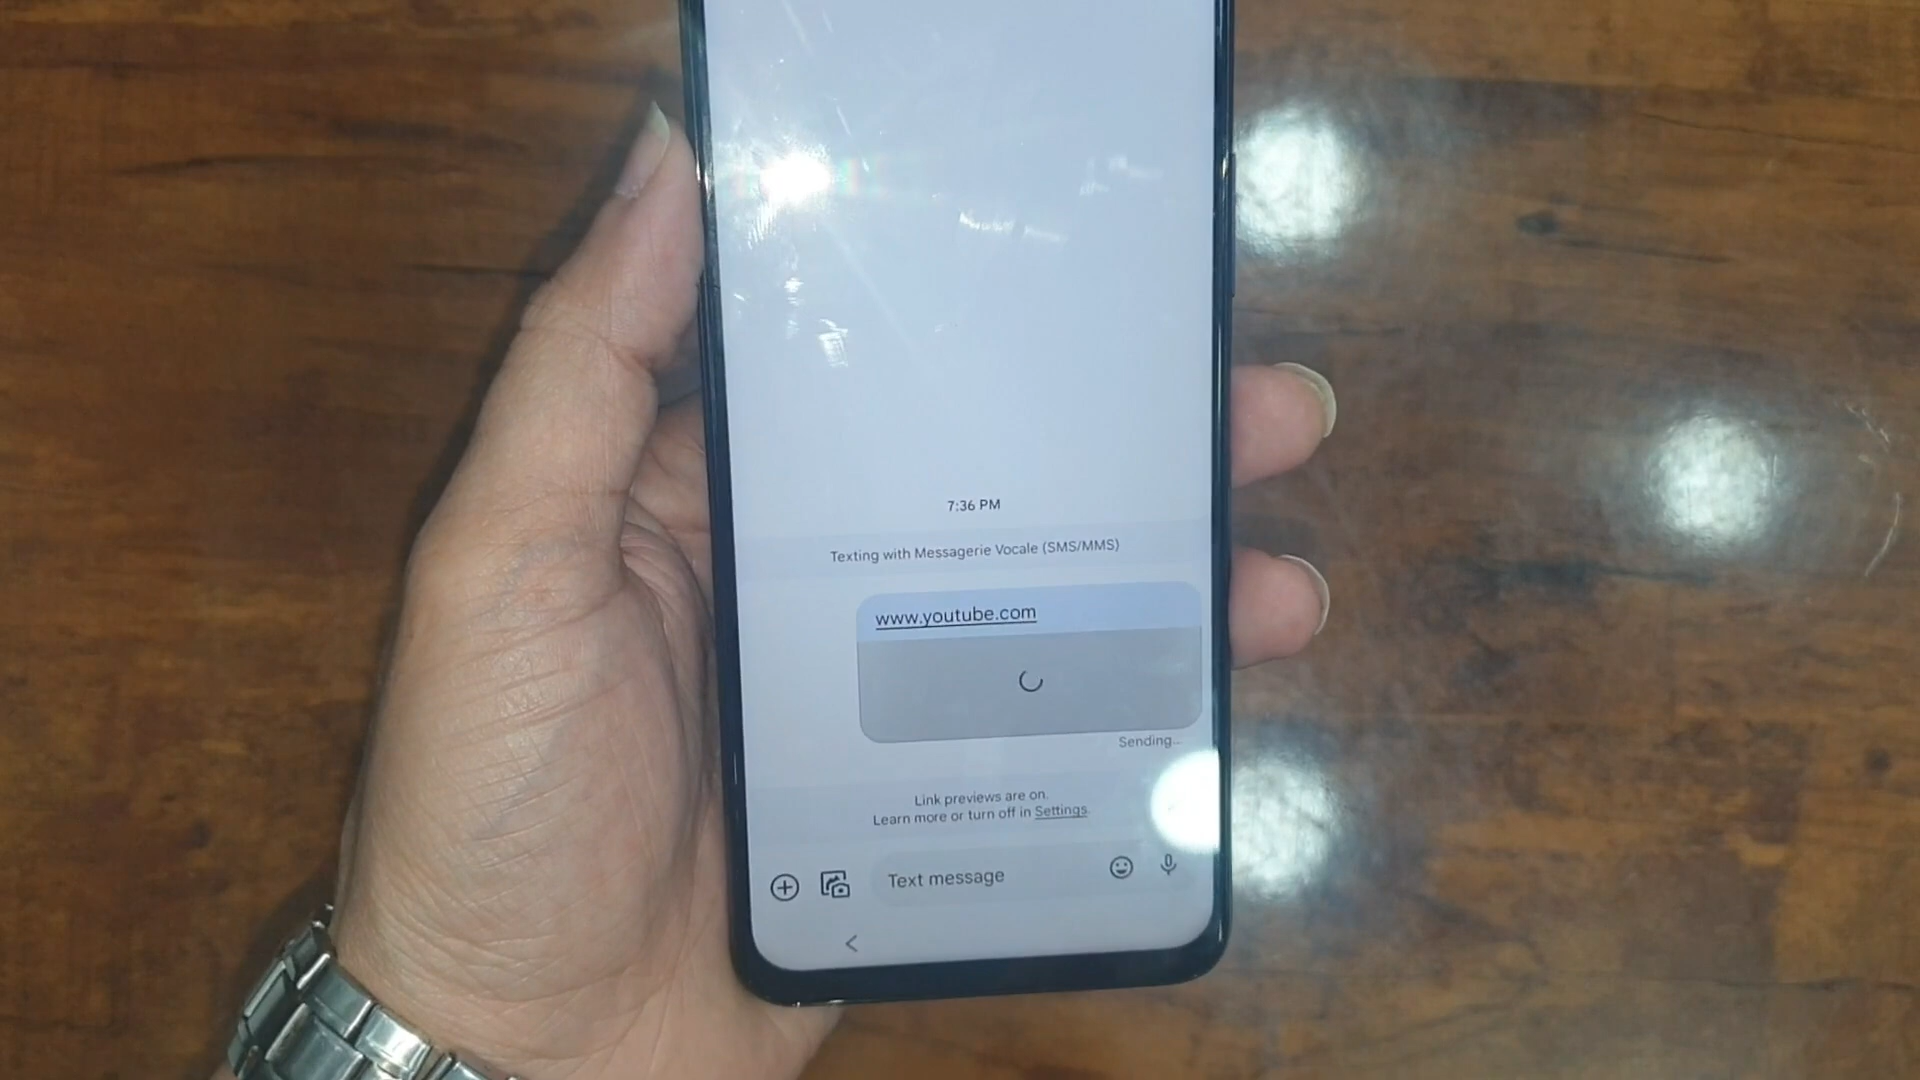 7:36 PM
Texting with Messagerie Vocale (SMS/MMS)
www.youtube.com
Sending...
Link previews are on.
Learn more or turn off in Settings.
Text message